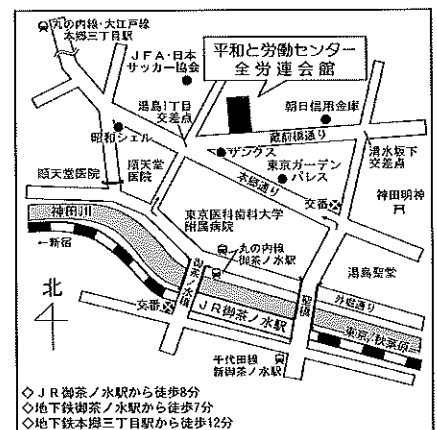 丸の内線・大江戸線
本郷三丁目駅
JFA・日本
サッカー協会
平和と労働センター
全労連会館
湯島1丁目
交差点
朝日信用金庫
昭和シェル
蔵前橋通り
清水坂下
交差点
サンクス
順天堂医院
順天堂
医院
本郷通り
東京ガーデン
パレス
神田明神
交番
神田川
東京医科歯科大学
附属病院
←新宿
丸の内線
御茶ノ水駅
湯島聖堂
御茶ノ水橋
聖橋
外堀通り
北
交番
JR御茶ノ水駅
東京/秋葉原
千代田線
新御茶ノ水駅
◇JR御茶ノ水駅から徒歩8分
◇地下鉄御茶ノ水駅から徒歩7分
◇地下鉄本郷三丁目駅から徒歩12分